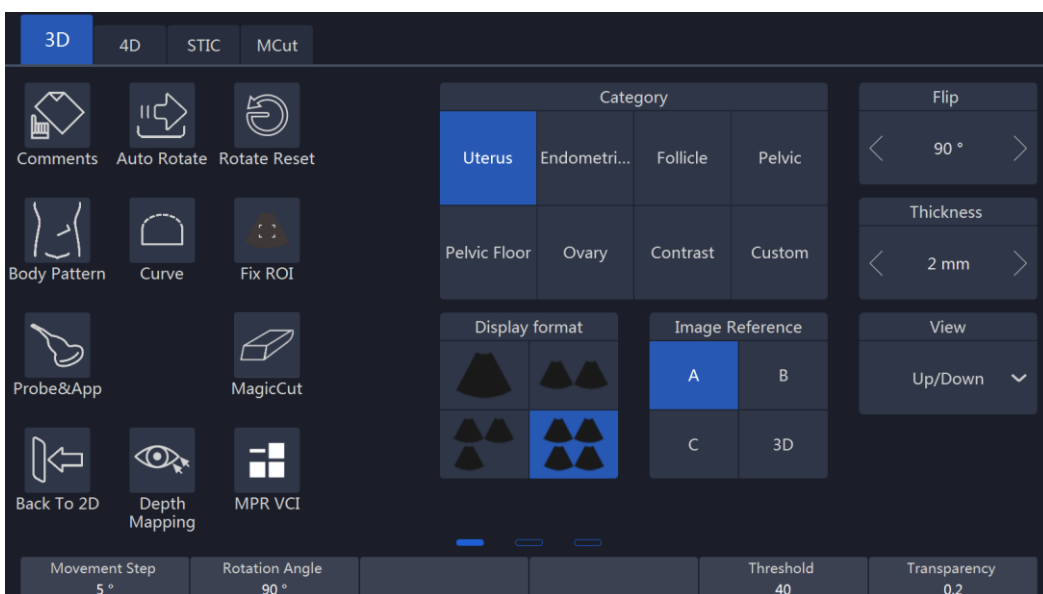 3D
4D
STIC
MCut
Comments
Auto Rotate
Rotate Reset
Body Pattern
Curve
Fix ROI
Probe&App
MagicCut
Back To 2D
Depth
Mapping
MPR VCI
Category
Uterus
Endometri...
Follicle
Pelvic
Pelvic Floor
Ovary
Contrast
Custom
Display format
Image Reference
A
B
C
3D
Flip
90 °
Thickness
2 mm
View
Up/Down
Movement Step
5 °
Rotation Angle
90 °
Threshold
40
Transparency
0.2